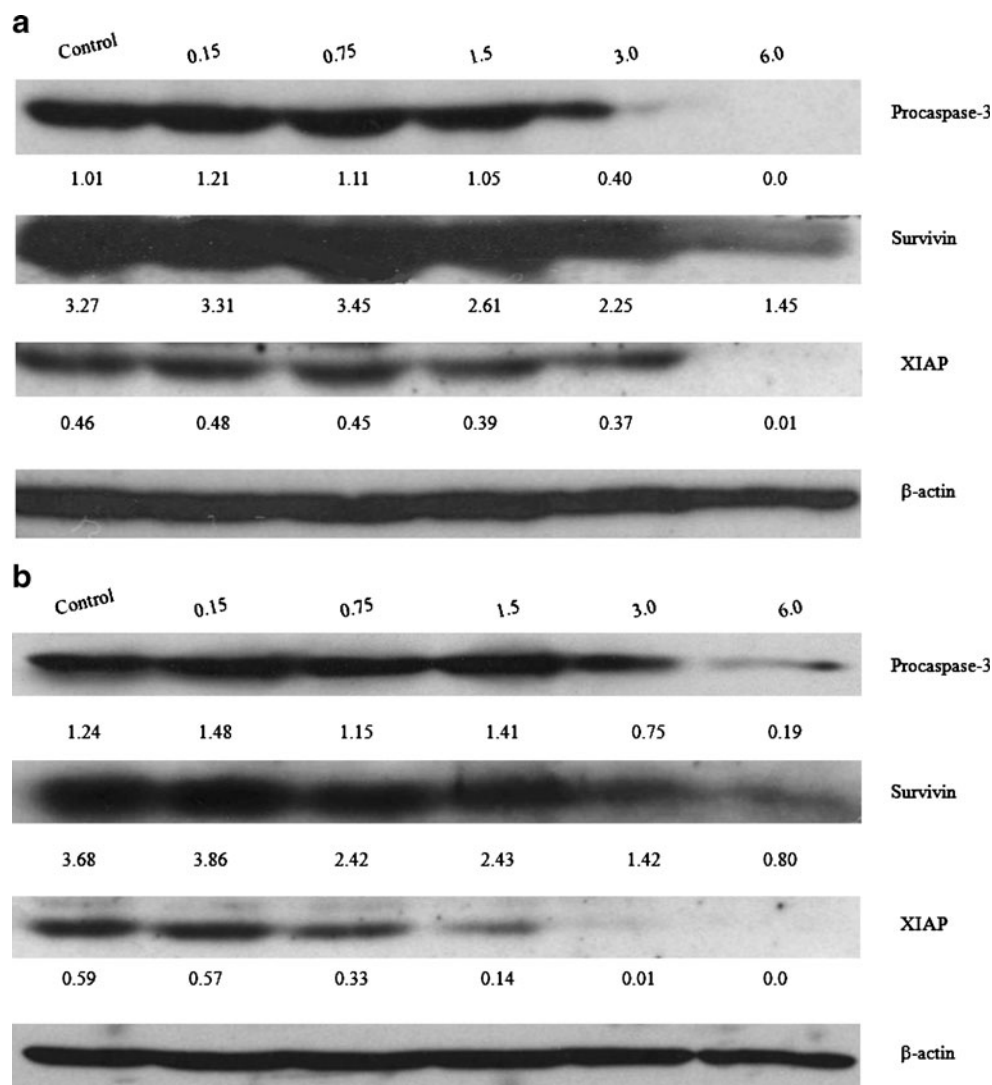 a
Control 0.15 0.75 1.5 3.0 6.0
Procaspase-3
1.01 1.21 1.11 1.05 0.40 0.0
Survivin
3.27 3.31 3.45 2.61 2.25 1.45
XIAP
0.46 0.48 0.45 0.39 0.37 0.01
β-actin
b
Control 0.15 0.75 1.5 3.0 6.0
Procaspase-3
1.24 1.48 1.15 1.41 0.75 0.19
Survivin
3.68 3.86 2.42 2.43 1.42 0.80
XIAP
0.59 0.57 0.33 0.14 0.01 0.0
β-actin